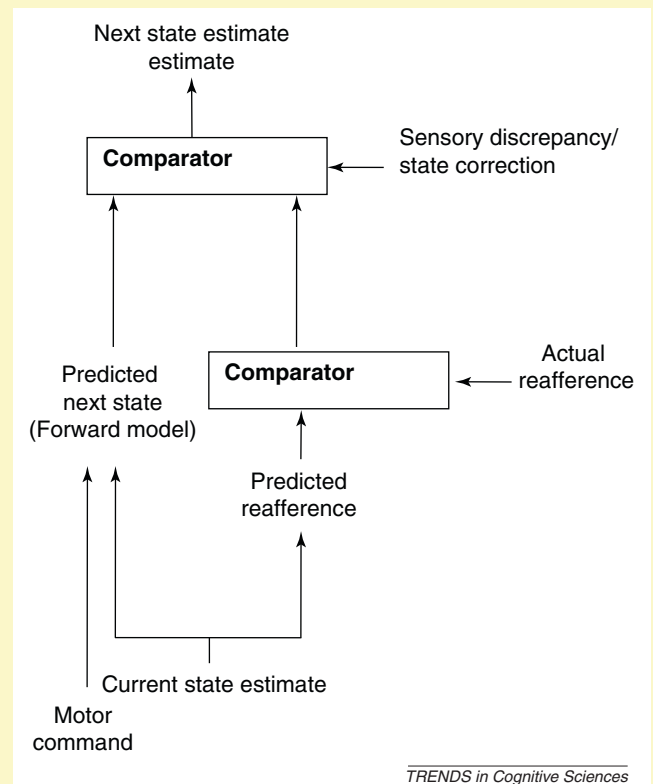 Next state estimate
estimate
Comparator
Sensory discrepancy/
state correction
Comparator
Actual
reafference
Predicted
next state
(Forward model)
Predicted
reafference
Current state estimate
Motor
command
TRENDS in Cognitive Sciences